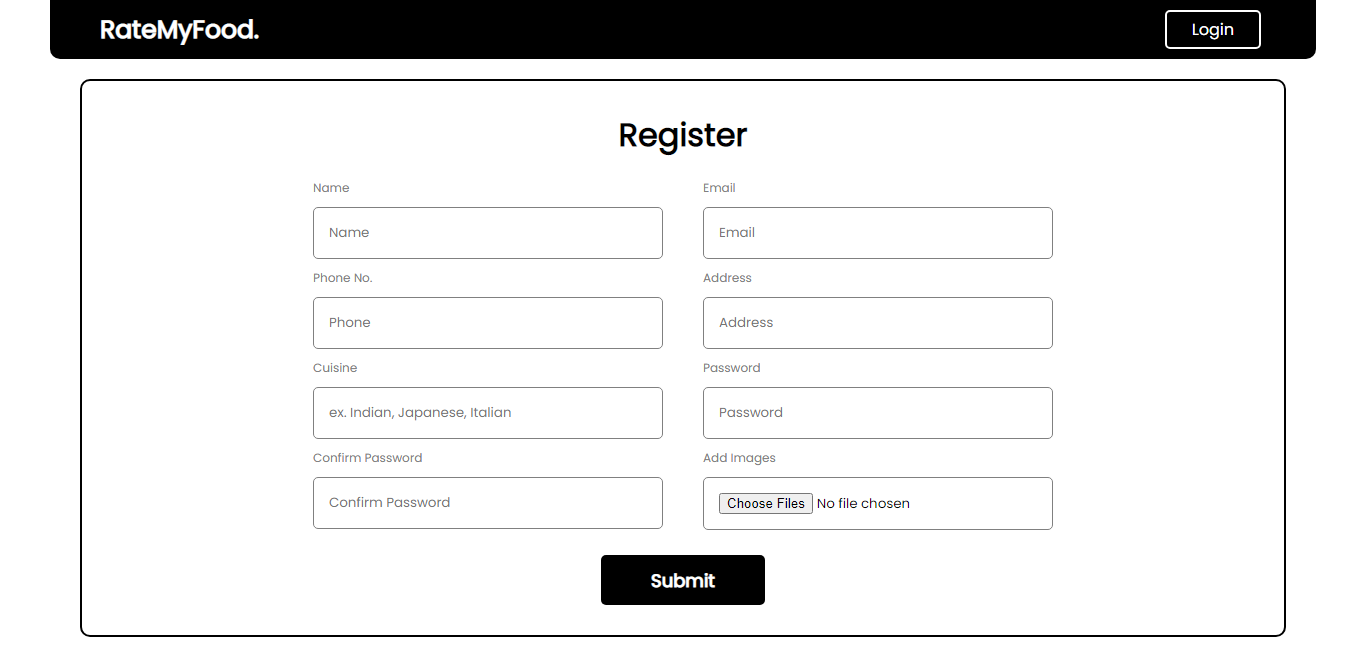 RateMyFood.
Login
Register
Name
Email
Name
Email
Phone No.
Address
Phone
Address
Cuisine
Password
ex. Indian, Japanese, Italian
Password
Confirm Password
Add Images
Confirm Password
Choose Files No file chosen
Submit